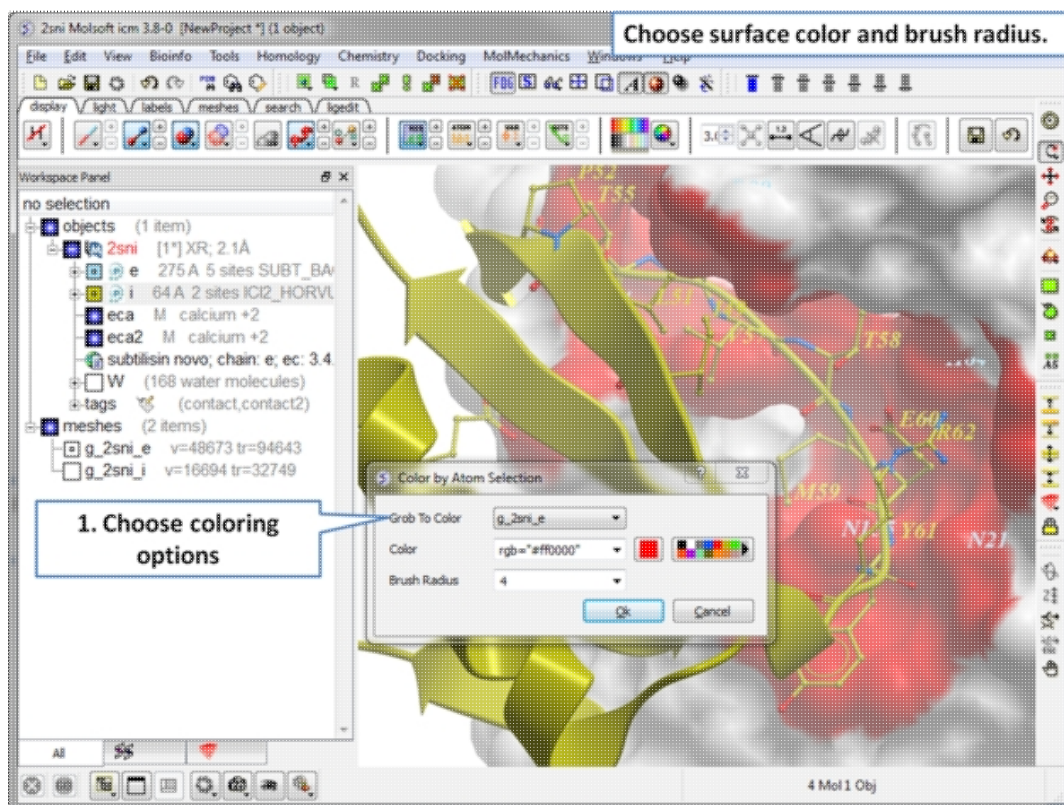 2sni Molsoft icm 3.8-0 [NewProject *] (1 object)
Choose surface color and brush radius.
File Edit View Bioinfo Tools Homology Chemistry Docking MolMechanics Windows Help
display light labels meshes search ligedit
Workspace Panel
no selection
objects (1 item)
2sni [1*] XR; 2.1Å
e 275 A 5 sites SUBT_BA
i 64 A 2 sites ICI2_HORVU
eca M calcium +2
eca2 M calcium +2
subtilisin novo; chain: e; ec: 3.4.
W (168 water molecules)
tags (contact,contact2)
meshes (2 items)
g_2sni_e v=48673 tr=94643
g_2sni_i v=16694 tr=32749
P52
T55
T58
E60
R62
M59
Y61
N21
1. Choose coloring
options
Color by Atom Selection
Grob To Color g_2sni_e
Color rgb="#ff0000"
Brush Radius 4
Ok Cancel
All
4 Mol 1 Obj